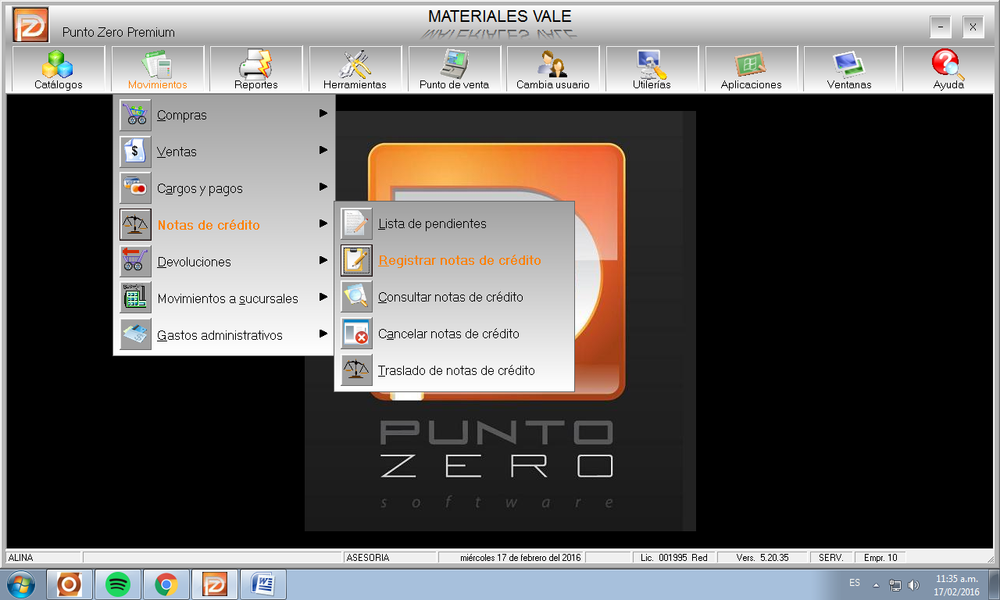 MATERIALES VALE
Punto Zero Premium
Catálogos
Movimientos
Reportes
Herramientas
Punto de venta
Cambia usuario
Utilerias
Aplicaciones
Ventanas
Ayuda
Compras
Ventas
Cargos y pagos
Notas de crédito
Devoluciones
Movimientos a sucursales
Gastos administrativos
Lista de pendientes
Registrar notas de crédito
Consultar notas de crédito
Cancelar notas de crédito
Traslado de notas de crédito
PUNTO
ZERO
software
ALINA
ASESORIA
miércoles 17 de febrero del 2016
Lic. 001995 Red
Vers. 5.20.35
SERV.
Empr. 10
ES
11:35 a.m.
17/02/2016